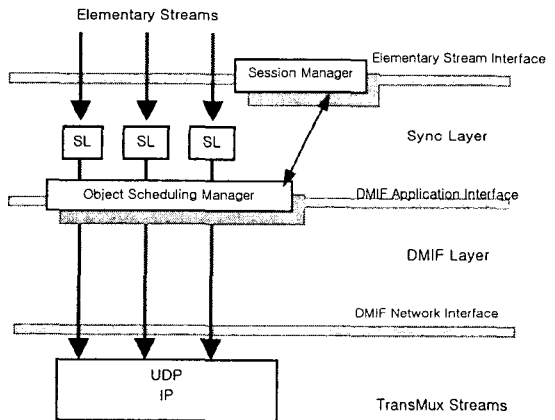 Elementary Streams
Elementary Stream Interface
Session Manager
Sync Layer
SL
SL
SL
Object Scheduling Manager
DMIF Application Interface
DMIF Layer
DMIF Network Interface
UDP
IP
TransMux Streams